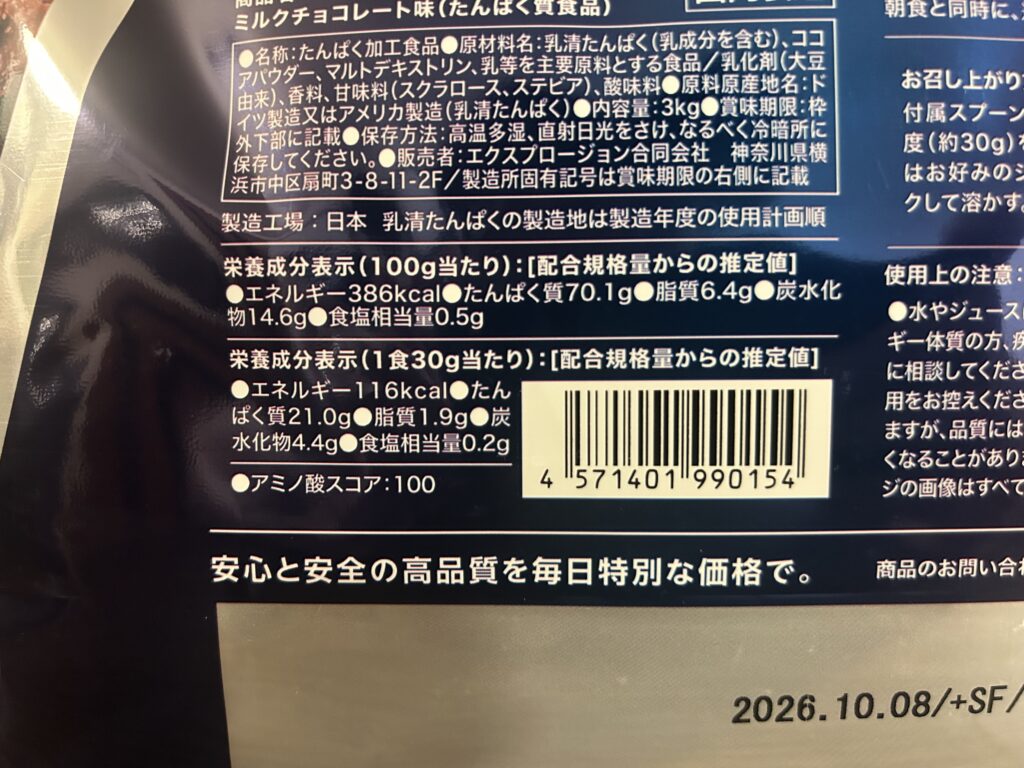 ミルクチョコレート味(たんぱく質食品)
●名称:たんぱく加工食品●原材料名:乳清たんぱく(乳成分を含む)、ココ
アパウダー、マルトデキストリン、乳等を主要原料とする食品/乳化剤(大豆
由来)、香料、甘味料(スクラロース、ステビア)、酸味料●原料原産地名:ド
イツ製造又はアメリカ製造(乳清たんぱく)●内容量:3kg●賞味期限:枠
外下部に記載●保存方法:高温多湿、直射日光をさけ、なるべく冷暗所に
保存してください。●販売者:エクスプロージョン合同会社 神奈川県横
浜市中区扇町3-8-11-2F/製造所固有記号は賞味期限の右側に記載
製造工場:日本 乳清たんぱくの製造地は製造年度の使用計画順
栄養成分表示(100g当たり):[配合規格量からの推定値]
●エネルギー386kcal●たんぱく質70.1g●脂質6.4g●炭水化
物14.6g●食塩相当量0.5g
栄養成分表示(1食30g当たり):[配合規格量からの推定値]
●エネルギー116kcal●たん
ぱく質21.0g●脂質1.9g●炭
水化物4.4g●食塩相当量0.2g
●アミノ酸スコア:100
4 571401 990154
安心と安全の高品質を毎日特別な価格で。
朝食と同時に、
お召し上がり
付属スプーン
度(約30g)を
はお好みのシ
クして溶かす
使用上の注意:
●水やジュース
ギー体質の方、疾
に相談してくださ
用をお控えくださ
ますが、品質には
くなることがあり
ジの画像はすべて
商品のお問い合わ
2026.10.08/+SF/